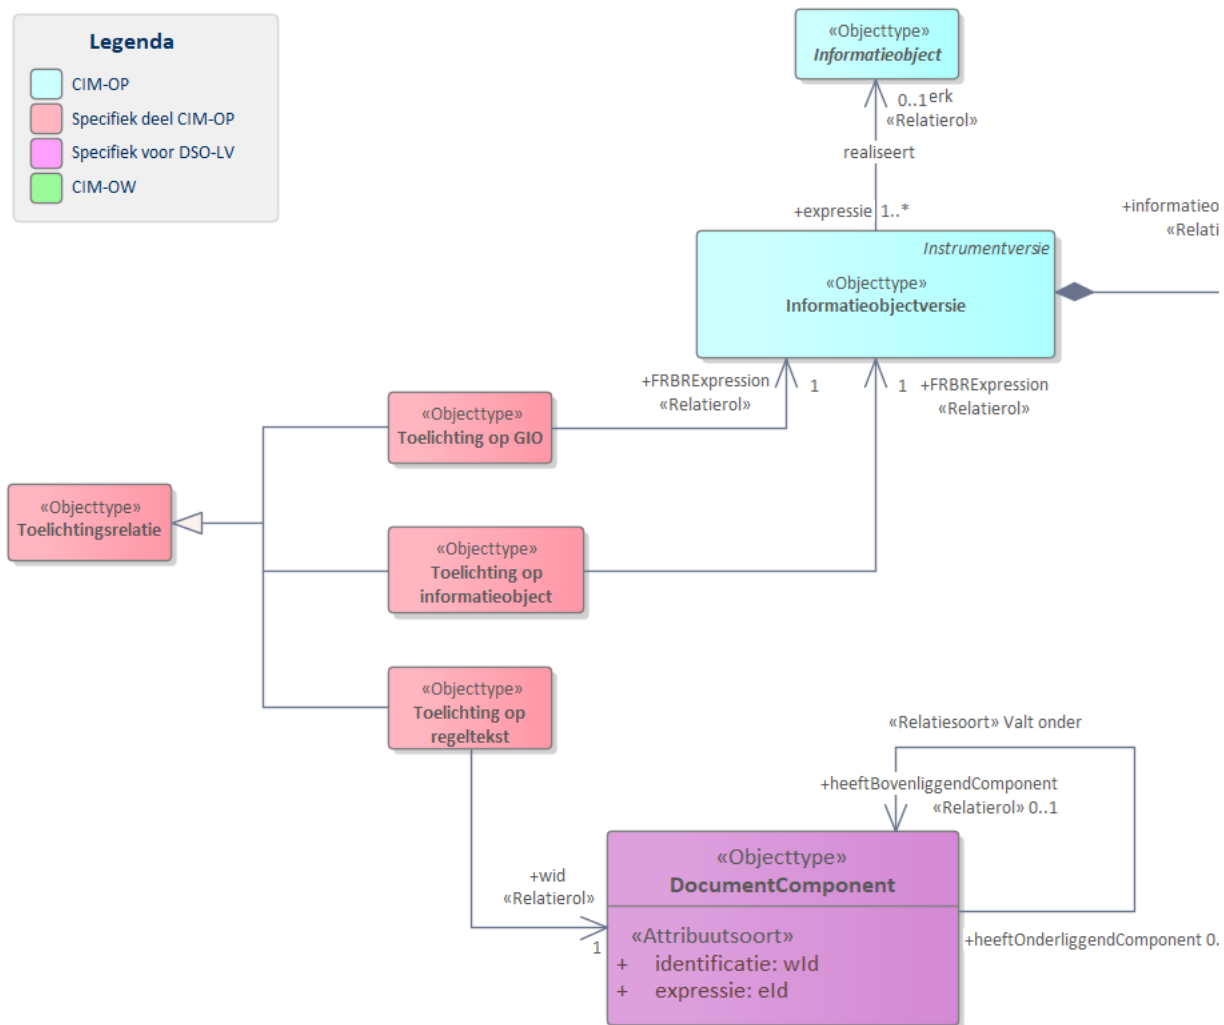 Legenda
CIM-OP
Specifiek deel CIM-OP
Specifiek voor DSO-LV
CIM-OW
«Objecttype»
Informatieobject
0..1 erk
«Relatierol»
realiseert
+expressie 1..*
+informatieo
«Relati
Instrumentversie
«Objecttype»
Informatieobjectversie
+FRBRExpression
«Relatierol»
1
1
+FRBRExpression
«Relatierol»
«Objecttype»
Toelichting op GIO
«Objecttype»
Toelichtingsrelatie
«Objecttype»
Toelichting op
informatieobject
«Objecttype»
Toelichting op
regeltekst
«Relatiesoort» Valt onder
+heeftBovenliggendComponent
«Relatierol» 0..1
+wid
«Relatierol»
1
«Objecttype»
DocumentComponent
«Attribuutsoort»
+ identificatie: wId
+ expressie: eId
+heeftOnderliggendComponent 0.